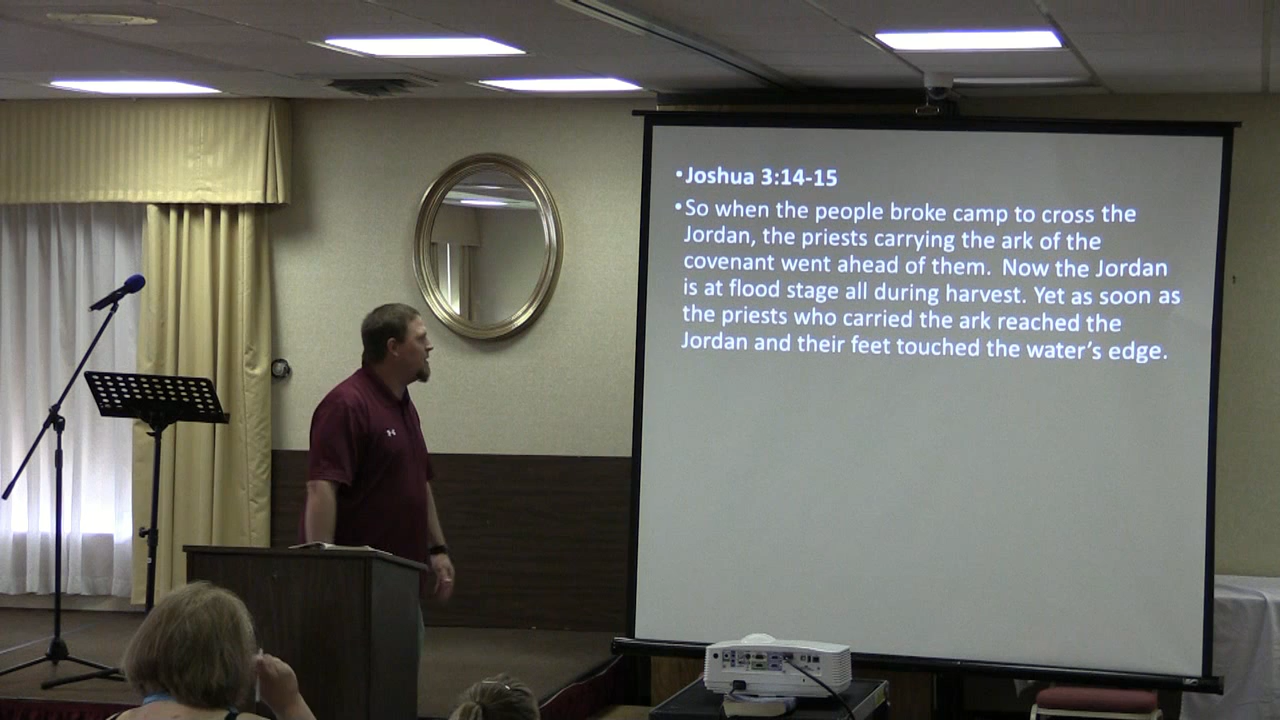 •Joshua 3:14-15
•So when the people broke camp to cross the
Jordan, the priests carrying the ark of the
covenant went ahead of them.  Now the Jordan
is at flood stage all during harvest. Yet as soon as
the priests who carried the ark reached the
Jordan and their feet touched the water’s edge.